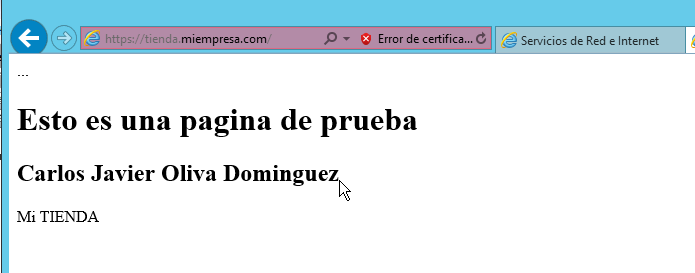 https://tienda.miempresa.com/
Error de certifica...
Servicios de Red e Internet
...
Esto es una pagina de prueba
Carlos Javier Oliva Dominguez
Mi TIENDA